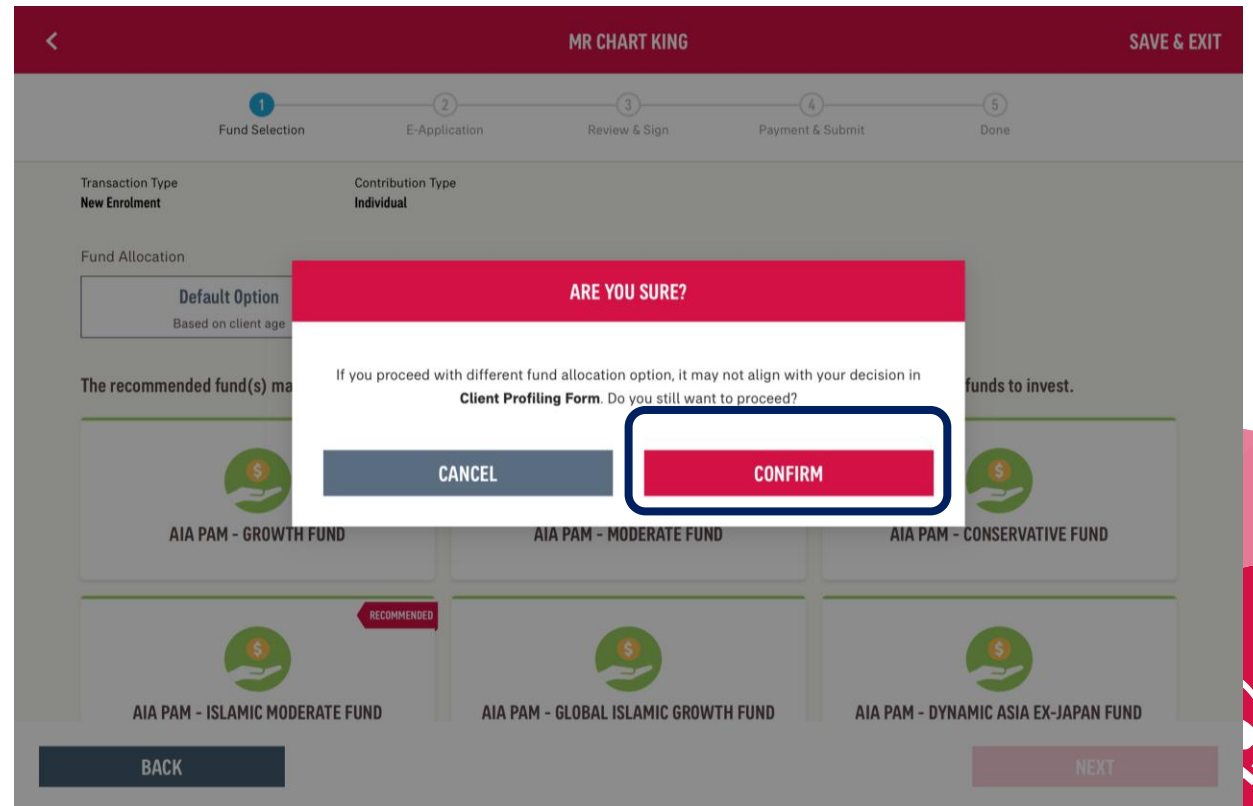 MR CHART KING
SAVE & EXIT
1
2
3
4
5
Fund Selection
E-Application
Review & Sign
Payment & Submit
Done
Transaction Type
Contribution Type
New Enrolment
Individual
Fund Allocation
Default Option
Based on client age
ARE YOU SURE?
If you proceed with different fund allocation option, it may not align with your decision in
Client Profiling Form. Do you still want to proceed?
CANCEL
CONFIRM
The recommended fund(s) ma
funds to invest.
AIA PAM - GROWTH FUND
AIA PAM - MODERATE FUND
AIA PAM - CONSERVATIVE FUND
RECOMMENDED
AIA PAM - ISLAMIC MODERATE FUND
AIA PAM - GLOBAL ISLAMIC GROWTH FUND
AIA PAM - DYNAMIC ASIA EX-JAPAN FUND
BACK
NEXT